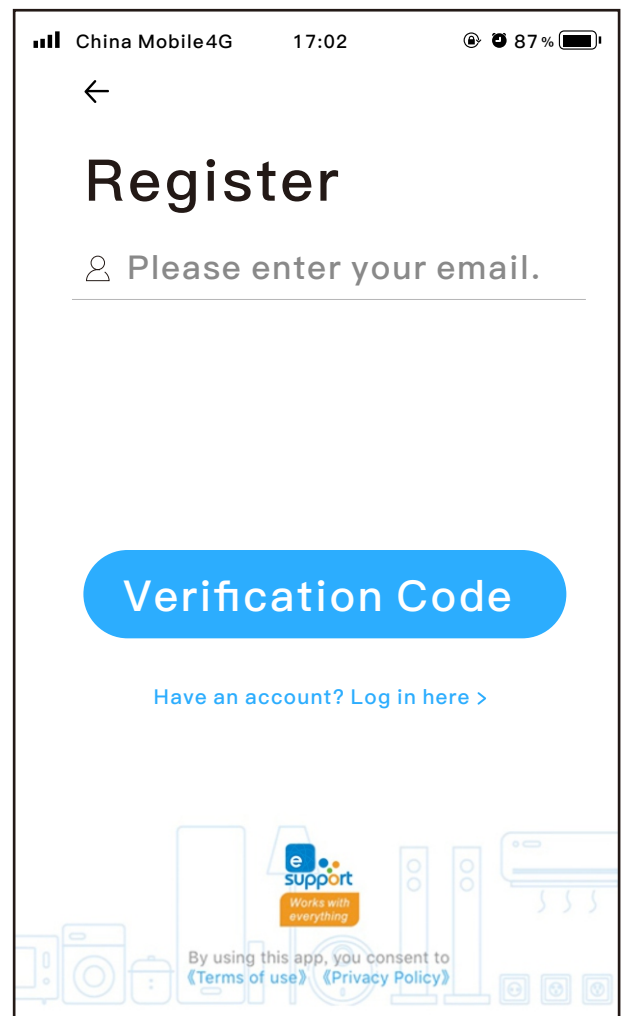 China Mobile4G 17:02 87%
Register
Please enter your email.
Verification Code
Have an account? Log in here >
e
support
Works with
everything
By using this app, you consent to
《Terms of use》 《Privacy Policy》